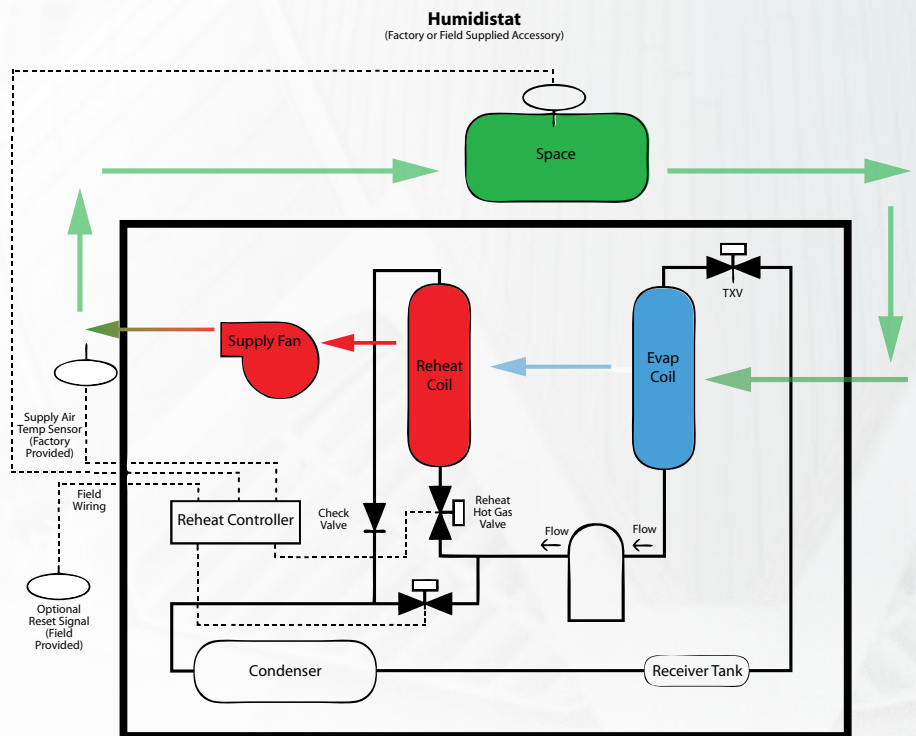 Humidistat
(Factory or Field Supplied Accessory)
Space
TXV
Supply Fan
Reheat
Coil
Evap
Coil
Supply Air
Temp Sensor
(Factory
Provided)
Field
Wiring
Reheat Controller
Check
Valve
Reheat
Hot Gas
Valve
Flow
Flow
Optional
Reset Signal
(Field
Provided)
Condenser
Receiver Tank